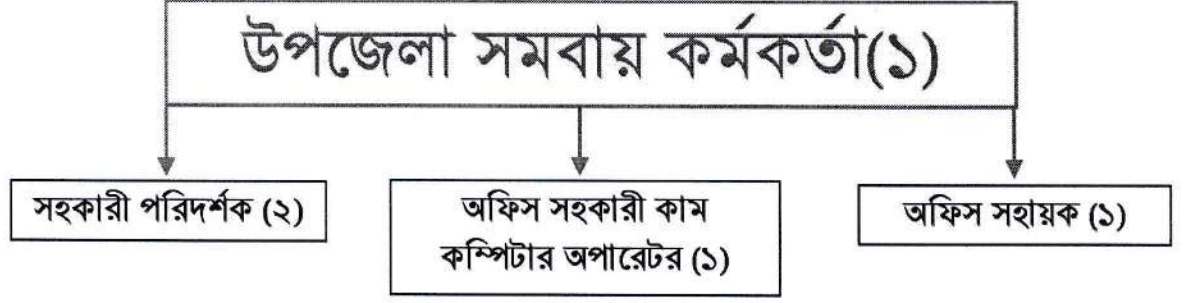 উপজেলা সমবায় কর্মকর্তা(১)
সহকারী পরিদর্শক (২)
অফিস সহকারী কাম
কম্পিটার অপারেটর (১)
অফিস সহায়ক (১)